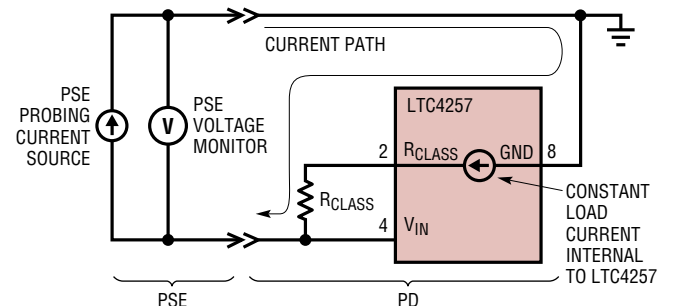 CURRENT PATH
PSE
PROBING
CURRENT
SOURCE
V
PSE
VOLTAGE
MONITOR
LTC4257
2
RCLASS
GND
8
RCLASS
4
VIN
CONSTANT
LOAD
CURRENT
INTERNAL
TO LTC4257
PSE
PD